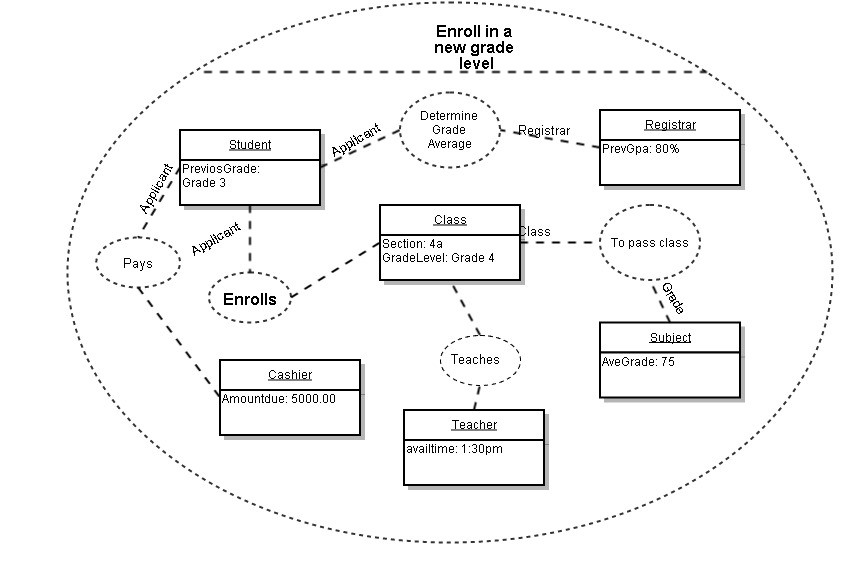 Enroll in a
new grade
level
Determine
Grade
Average
Applicant
Registrar
Registrar
PrevGpa: 80%
Student
PreviosGrade:
Grade 3
Applicant
Applicant
Pays
Enrolls
Class
Section: 4a
GradeLevel: Grade 4
Class
To pass class
Grade
Subject
AveGrade: 75
Teaches
Cashier
Amountdue: 5000.00
Teacher
availtime: 1:30pm